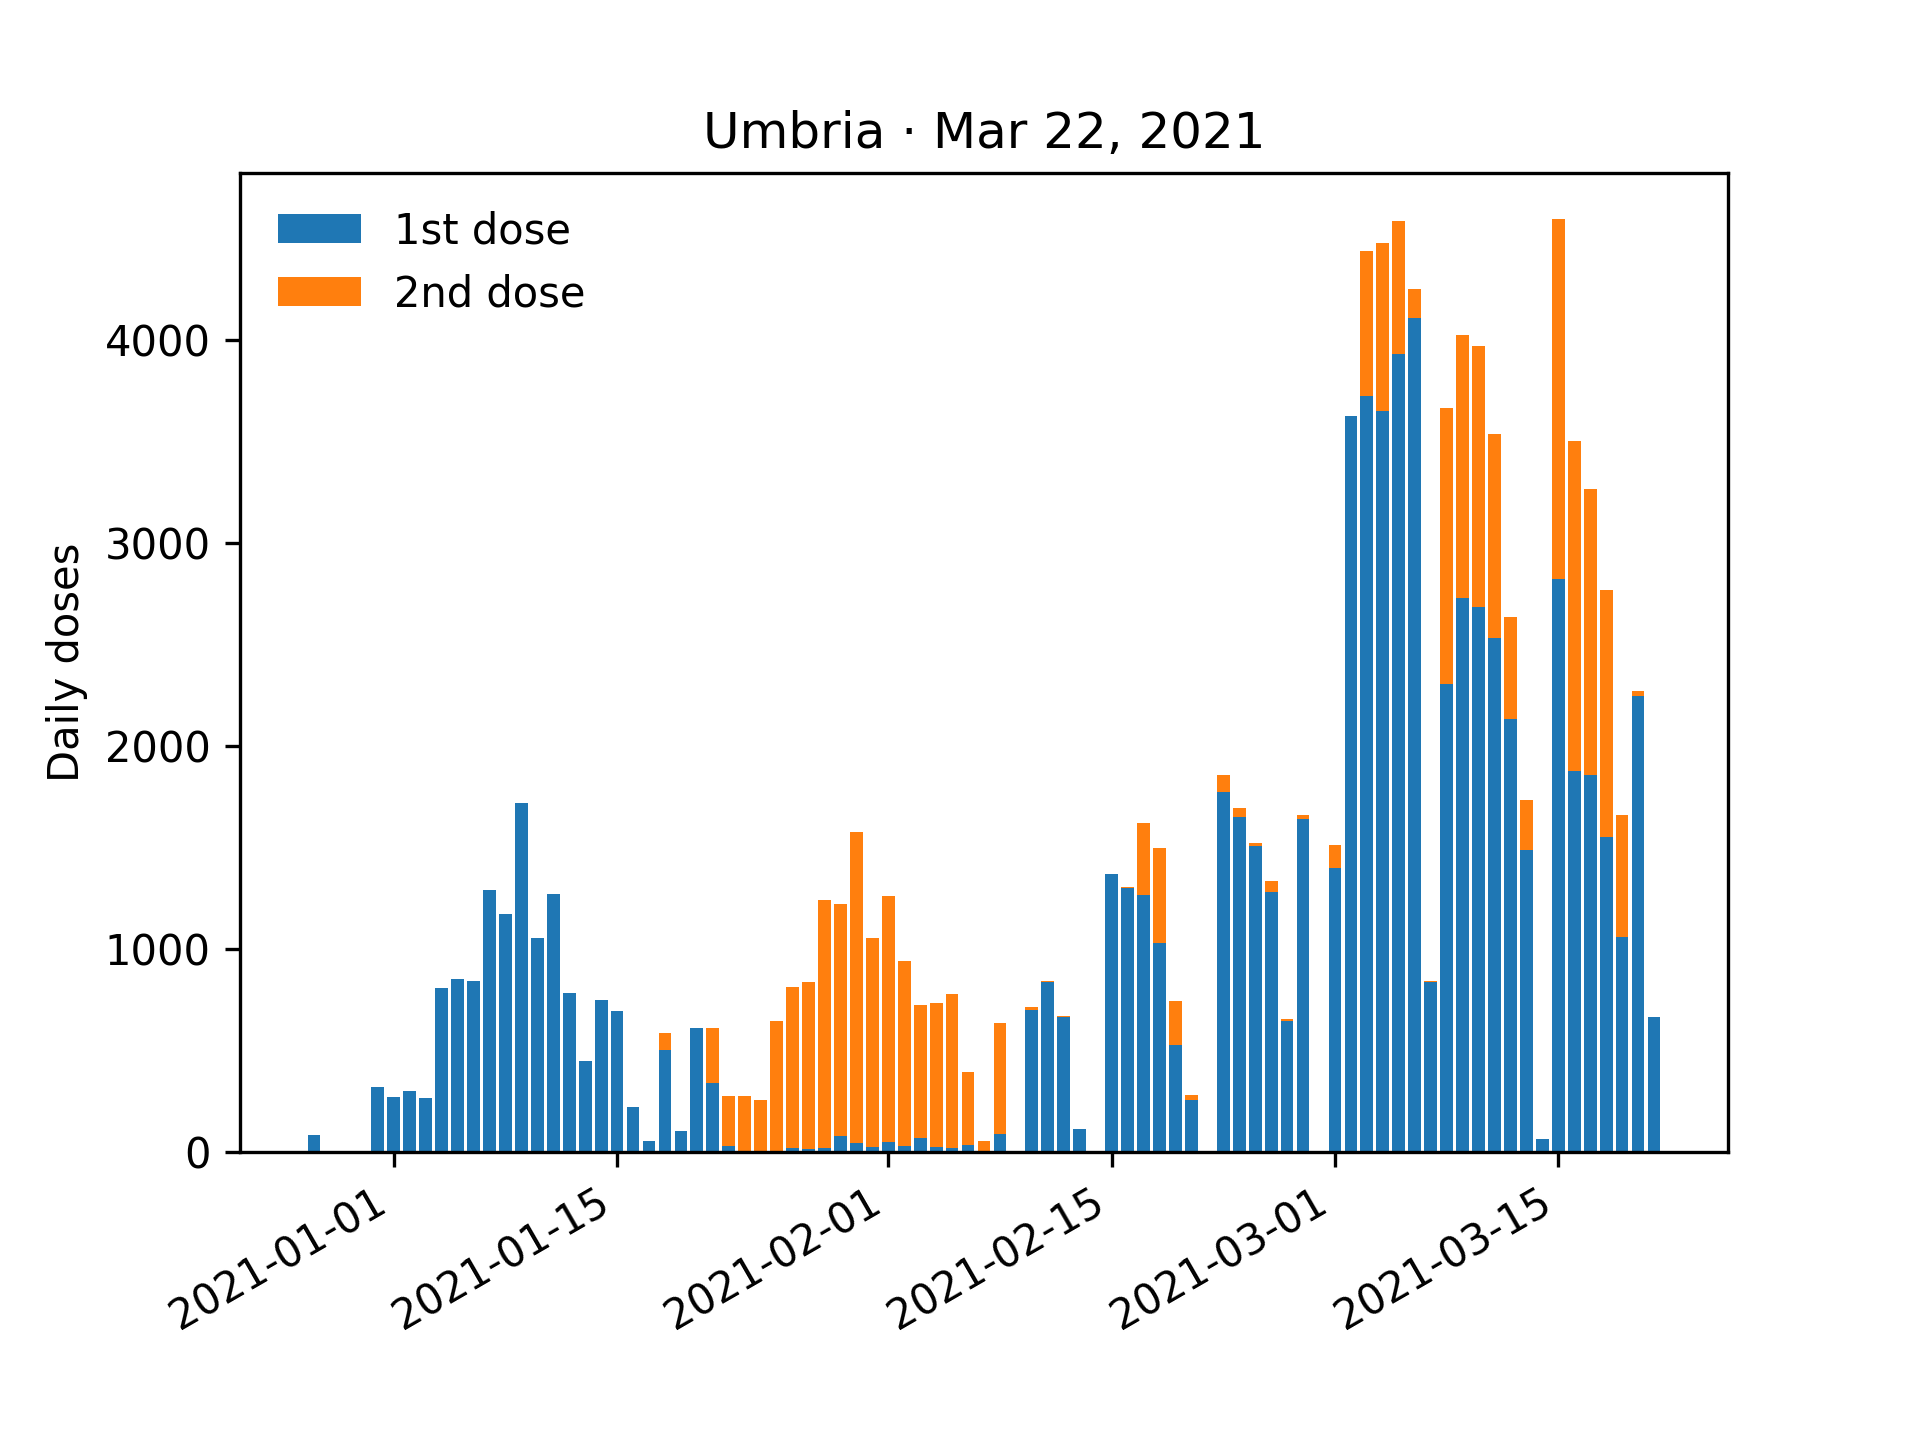 Umbria · Mar 22, 2021
1st dose
2nd dose
Daily doses
4000
3000
2000
1000
0
2021-01-01
2021-01-15
2021-02-01
2021-02-15
2021-03-01
2021-03-15